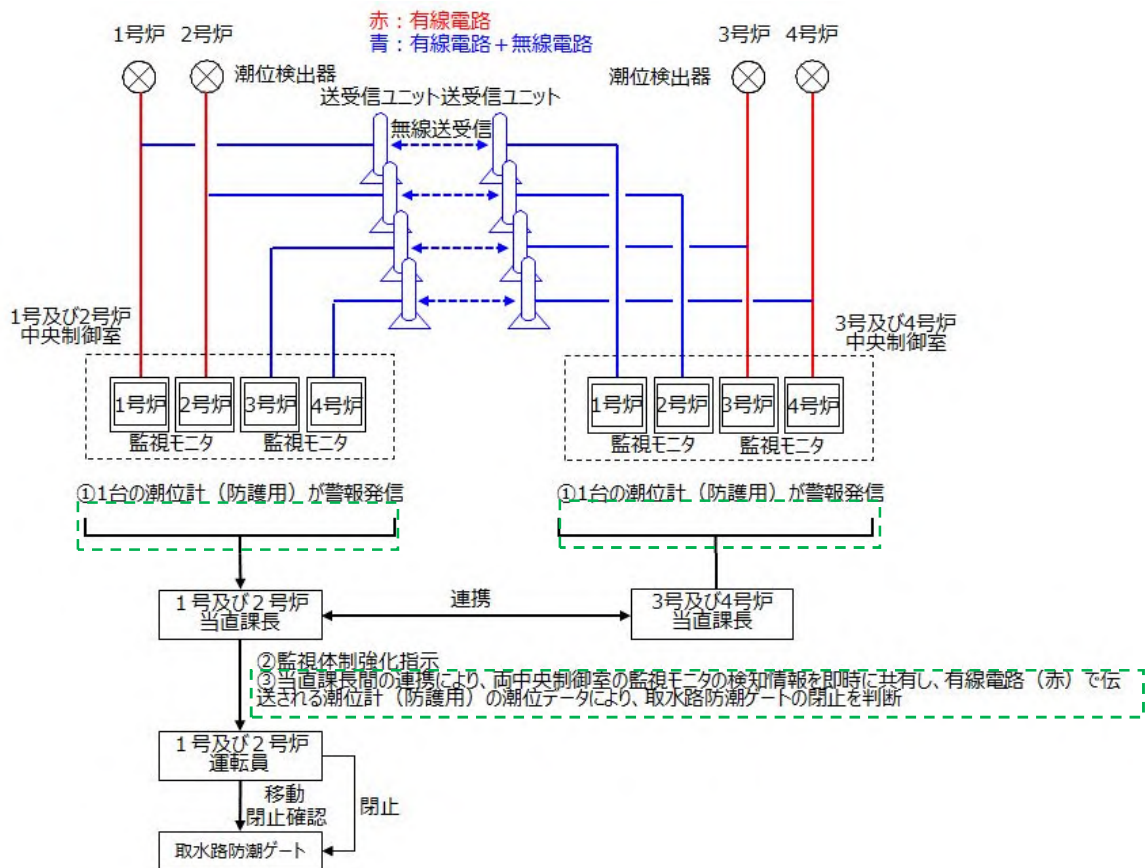 赤：有線電路
青：有線電路＋無線電路
1号炉 2号炉
3号炉 4号炉
潮位検出器
潮位検出器
送受信ユニット送受信ユニット
無線送受信
1号及び2号炉
中央制御室
3号及び4号炉
中央制御室
1号炉 2号炉 3号炉 4号炉
監視モニタ 監視モニタ
1号炉 2号炉 3号炉 4号炉
監視モニタ 監視モニタ
①1台の潮位計（防護用）が警報発信
①1台の潮位計（防護用）が警報発信
1号及び2号炉
当直課長
連携
3号及び4号炉
当直課長
②監視体制強化指示
③当直課長間の連携により、両中央制御室の監視モニタの検知情報を即時に共有し、有線電路（赤）で伝
送される潮位計（防護用）の潮位データにより、取水路防潮ゲートの閉止を判断
1号及び2号炉
運転員
移動
閉止確認
閉止
取水路防潮ゲート